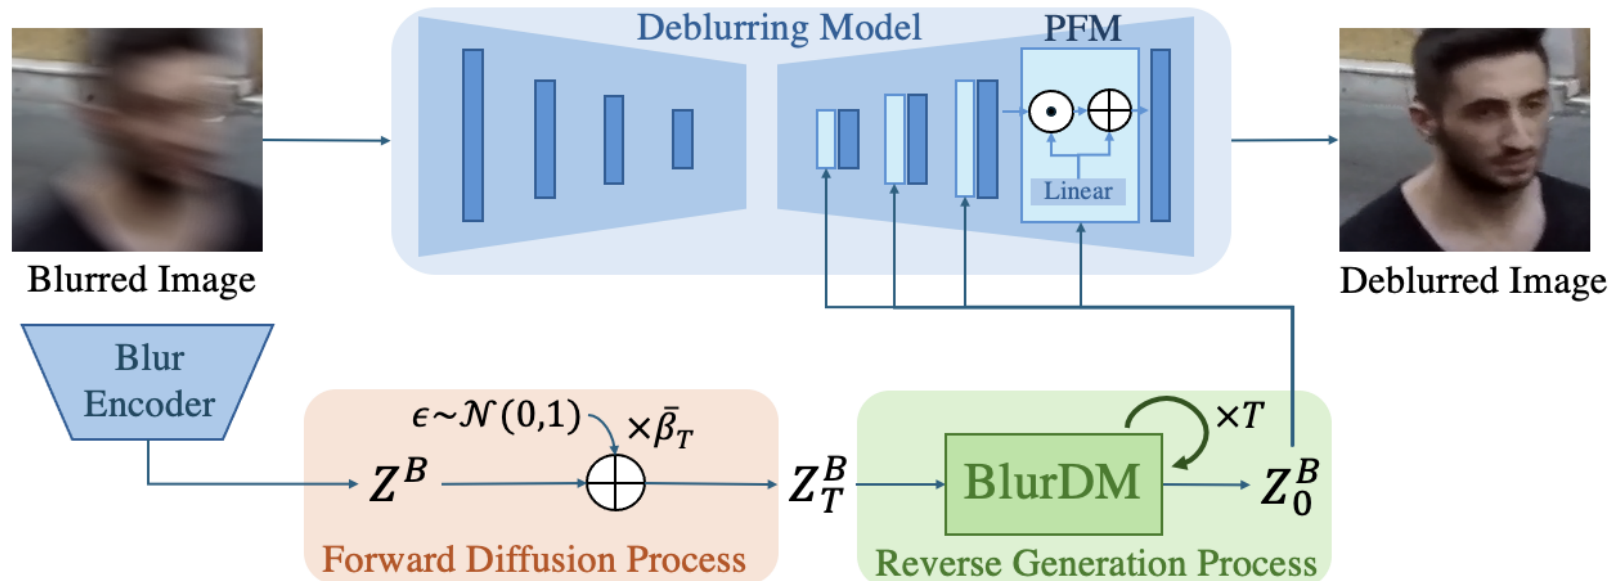 Deblurring Model
PFM
Linear
Blurred Image
Deblurred Image
Blur
Encoder
ϵ~𝒩(0,1)
×β̄_T
×T
Z^B
Z_T^B
BlurDM
Z_0^B
Forward Diffusion Process
Reverse Generation Process